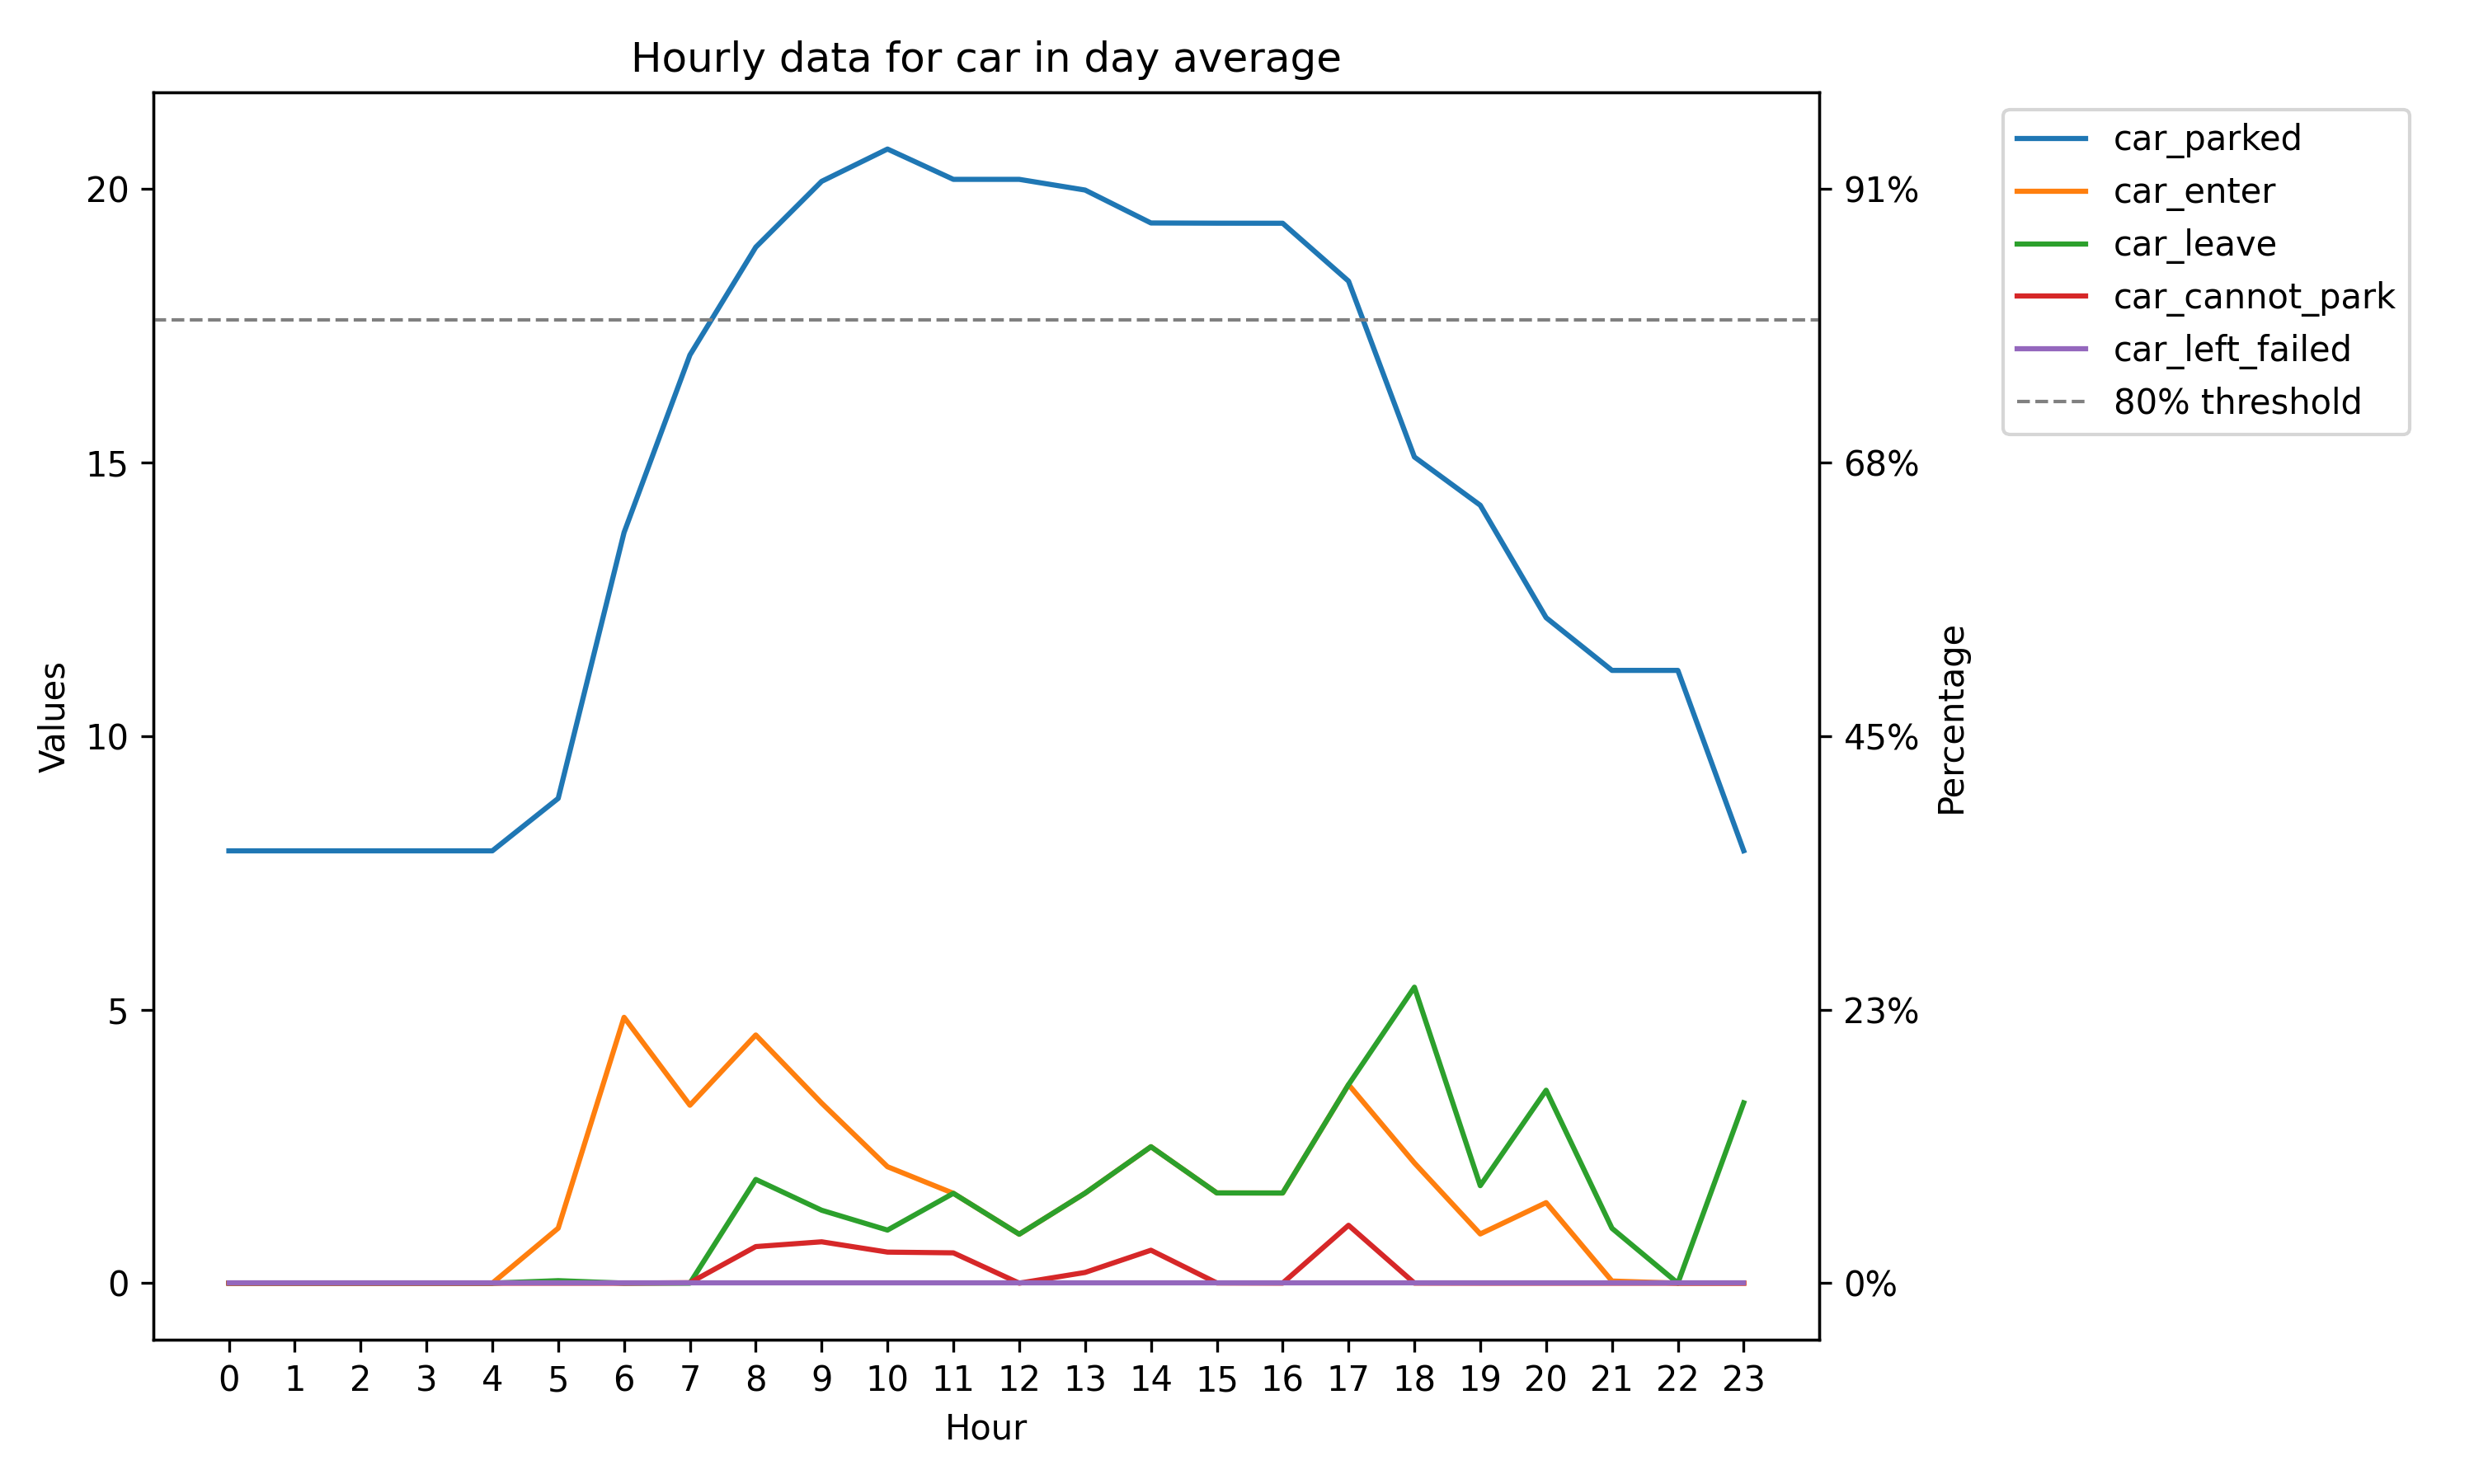 Hourly data for car in day average
20
15
10
5
0
Values
91%
68%
45%
23%
0%
Percentage
0 1 2 3 4 5 6 7 8 9 10 11 12 13 14 15 16 17 18 19 20 21 22 23
Hour
car_parked
car_enter
car_leave
car_cannot_park
car_left_failed
80% threshold